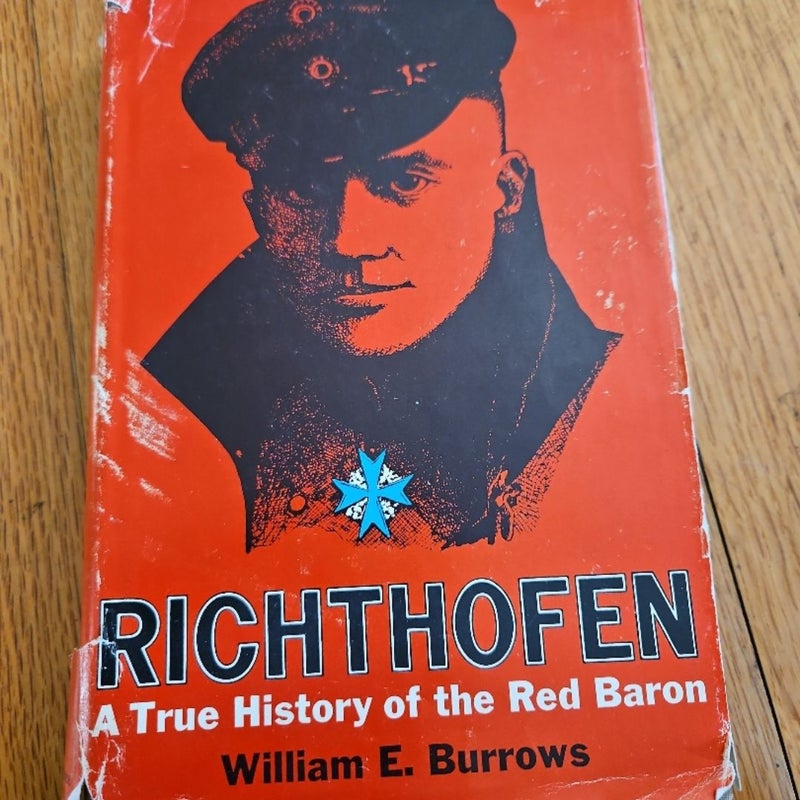 RICHTHOFEN
A True History of the Red Baron
William E. Burrows